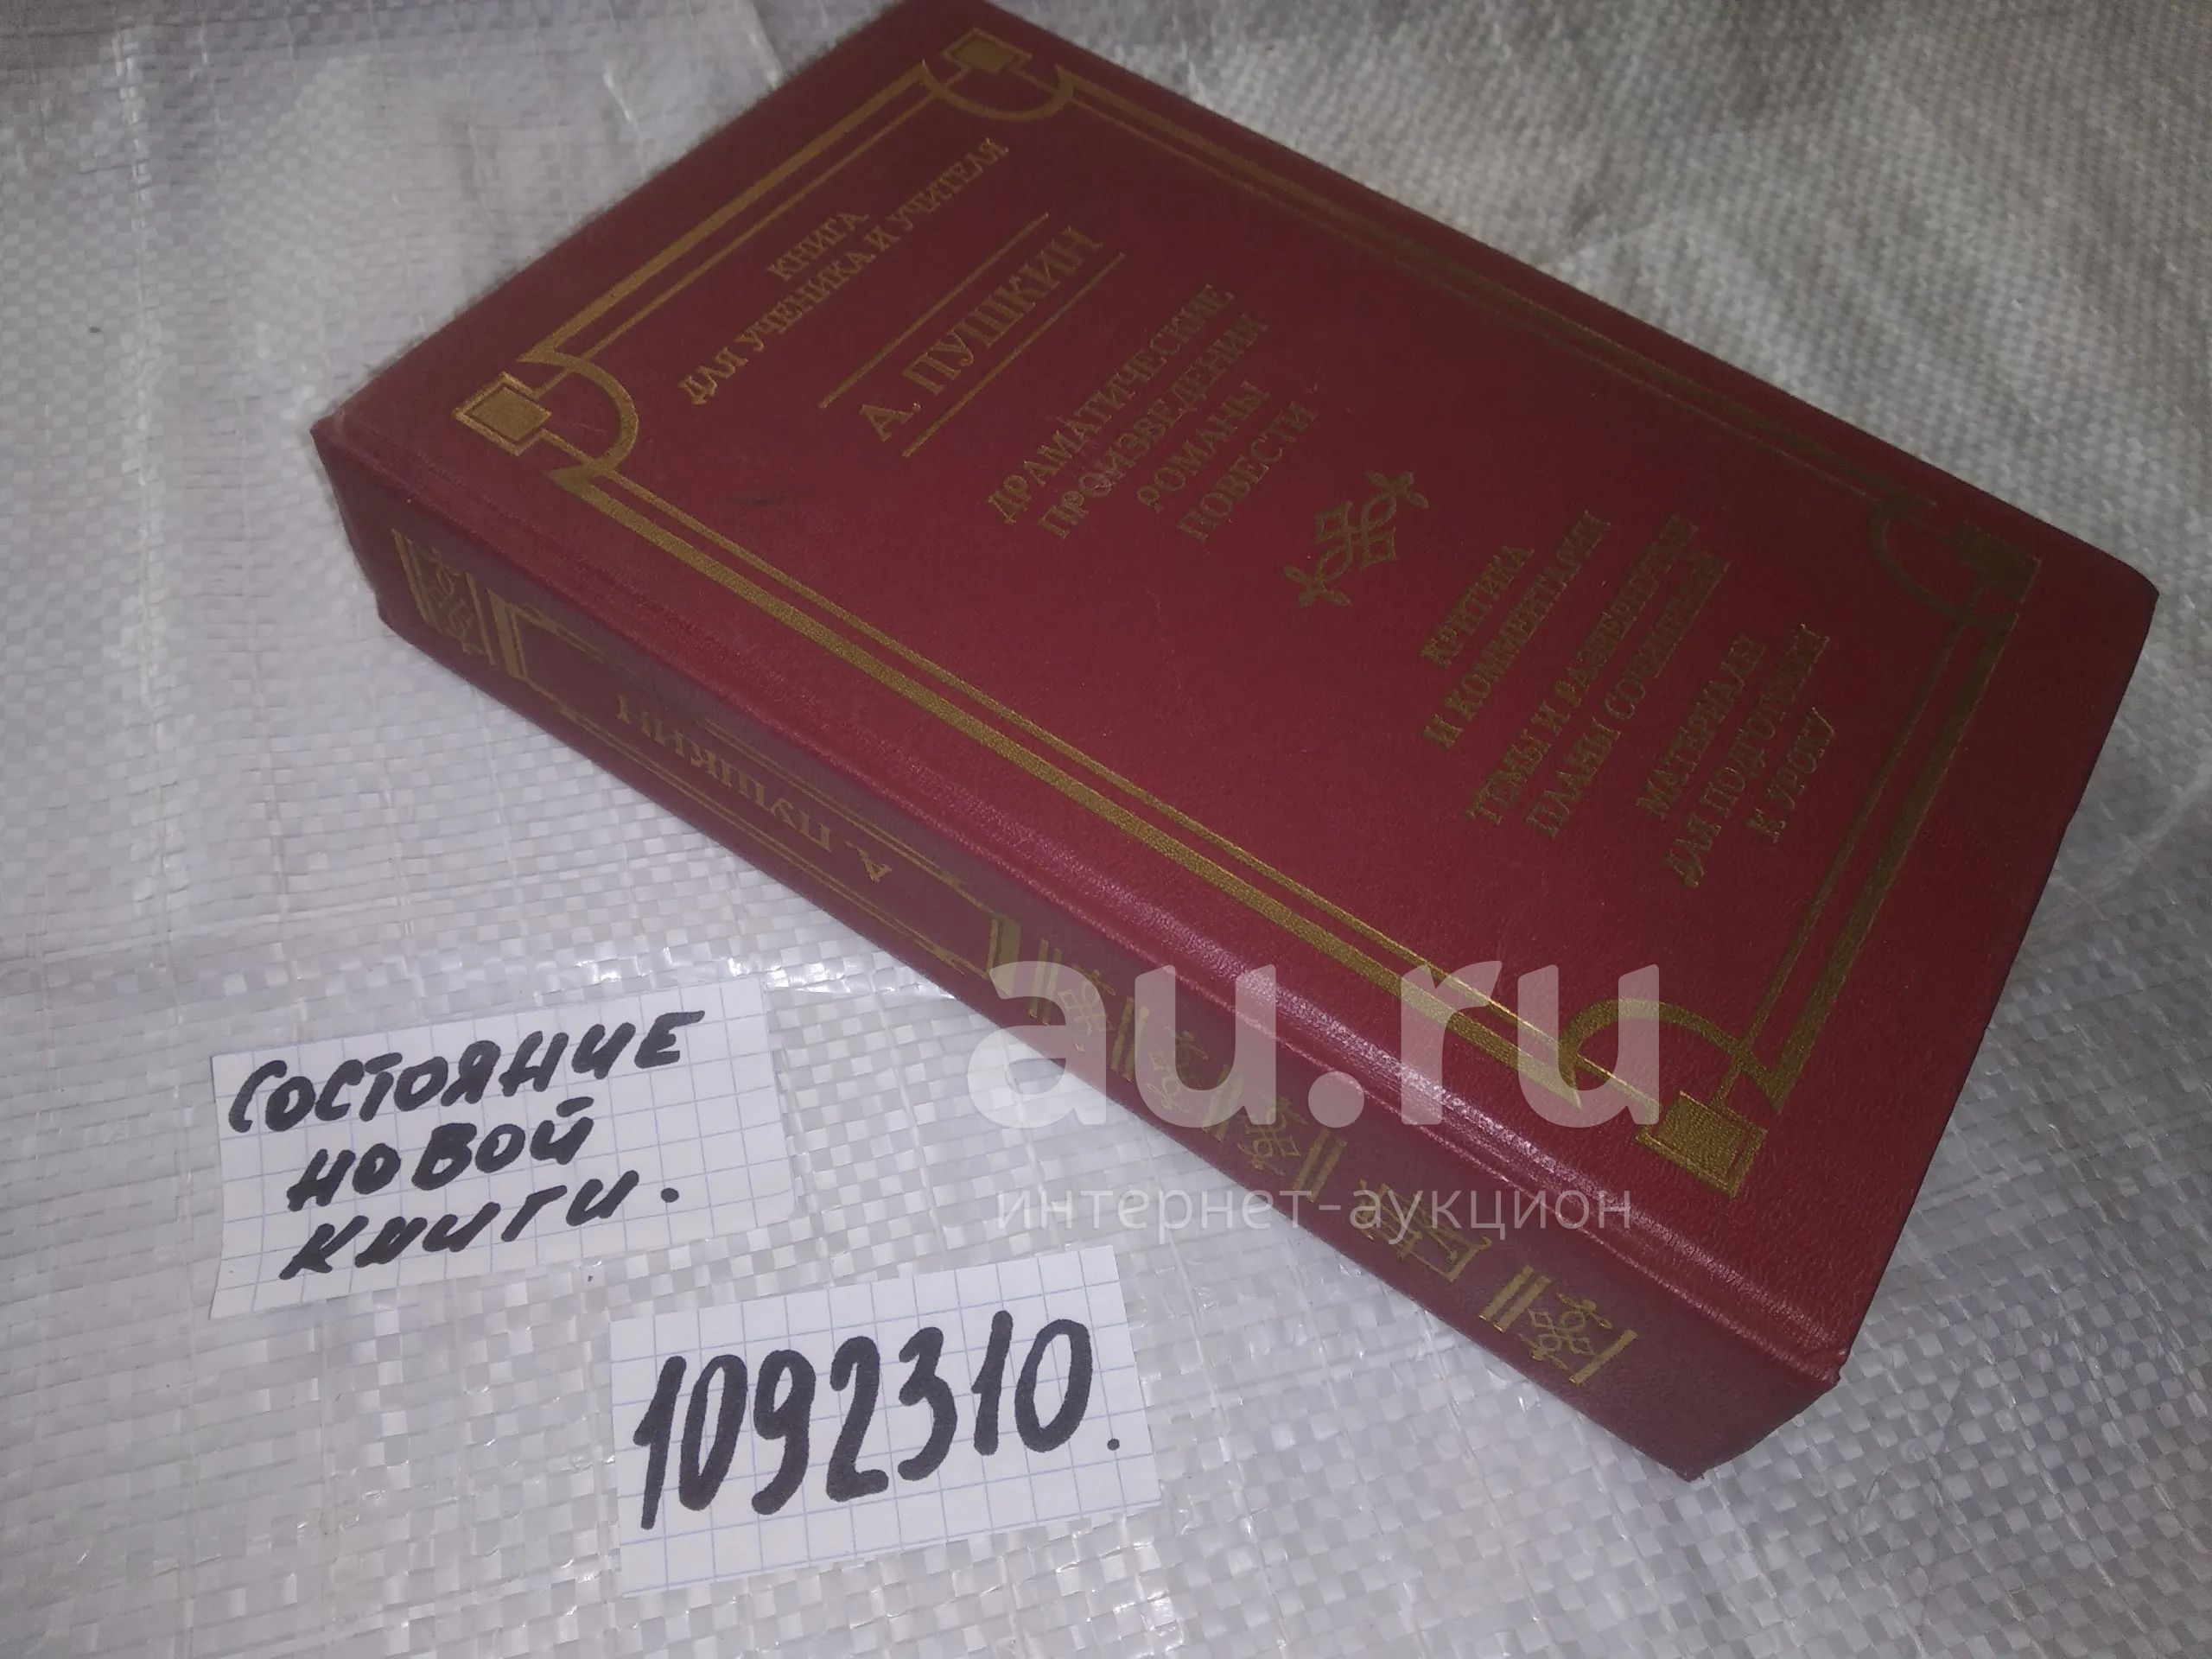 КНИГА
ДЛЯ УЧЕНИКА И УЧИТЕЛЯ
А. ПУШКИН
ДРАМАТИЧЕСКИЕ
ПРОИЗВЕДЕНИЯ
РОМАНЫ
ПОВЕСТИ
КРИТИКА
И КОММЕНТАРИИ
ТЕМЫ И РАЗВЕРНУТЫЕ
ПЛАНЫ СОЧИНЕНИЙ
МАТЕРИАЛЫ
ДЛЯ ПОДГОТОВКИ
К УРОКУ
А. ПУШКИН
au.ru
интернет-аукцион
СОСТОЯНИЕ
НОВОЙ
КНИГИ.
1092310.